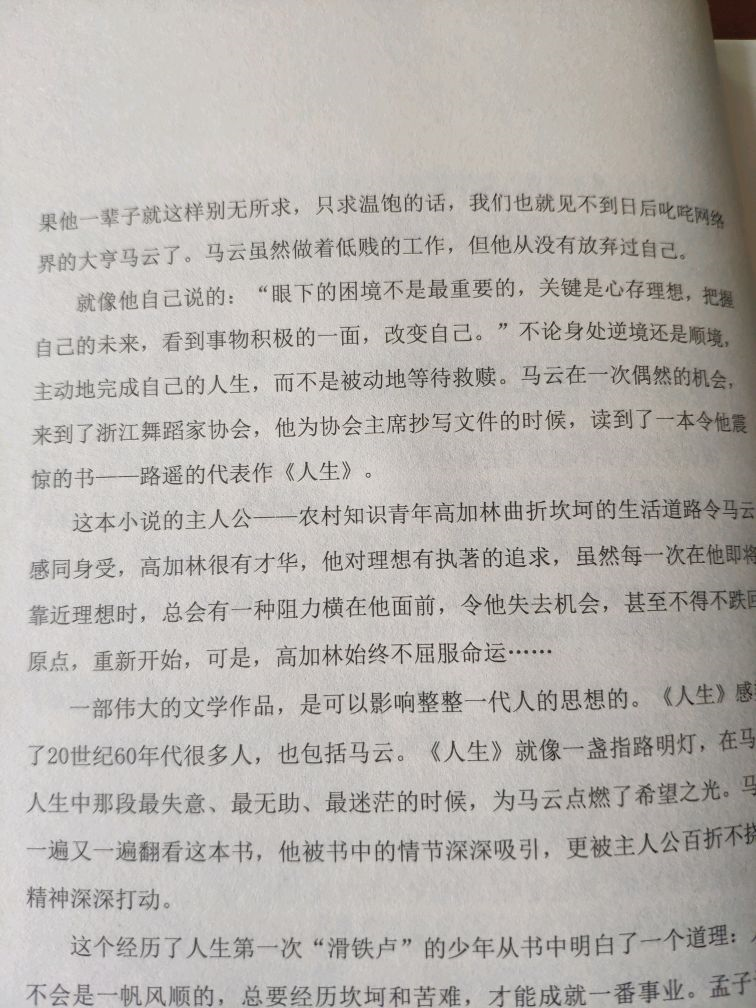 果他一辈子就这样别无所求，只求温饱的话，我们也就见不到日后叱咤网络
界的大亨马云了。马云虽然做着低贱的工作，但他从没有放弃过自己。
就像他自己说的：“眼下的困境不是最重要的，关键是心存理想，把握
自己的未来，看到事物积极的一面，改变自己。”不论身处逆境还是顺境，
主动地完成自己的人生，而不是被动地等待救赎。马云在一次偶然的机会，
来到了浙江舞蹈家协会，他为协会主席抄写文件的时候，读到了一本令他震
惊的书——路遥的代表作《人生》。
这本小说的主人公——农村知识青年高加林曲折坎坷的生活道路令马云
感同身受，高加林很有才华，他对理想有执著的追求，虽然每一次在他即将
靠近理想时，总会有一种阻力横在他面前，令他失去机会，甚至不得不跌回
原点，重新开始，可是，高加林始终不屈服命运……
一部伟大的文学作品，是可以影响整整一代人的思想的。《人生》感
了20世纪60年代很多人，也包括马云。《人生》就像一盏指路明灯，在马
人生中那段最失意、最无助、最迷茫的时候，为马云点燃了希望之光。马
一遍又一遍翻看这本书，他被书中的情节深深吸引，更被主人公百折不挠
精神深深打动。
这个经历了人生第一次“滑铁卢”的少年从书中明白了一个道理：
不会是一帆风顺的，总要经历坎坷和苦难，才能成就一番事业。孟子